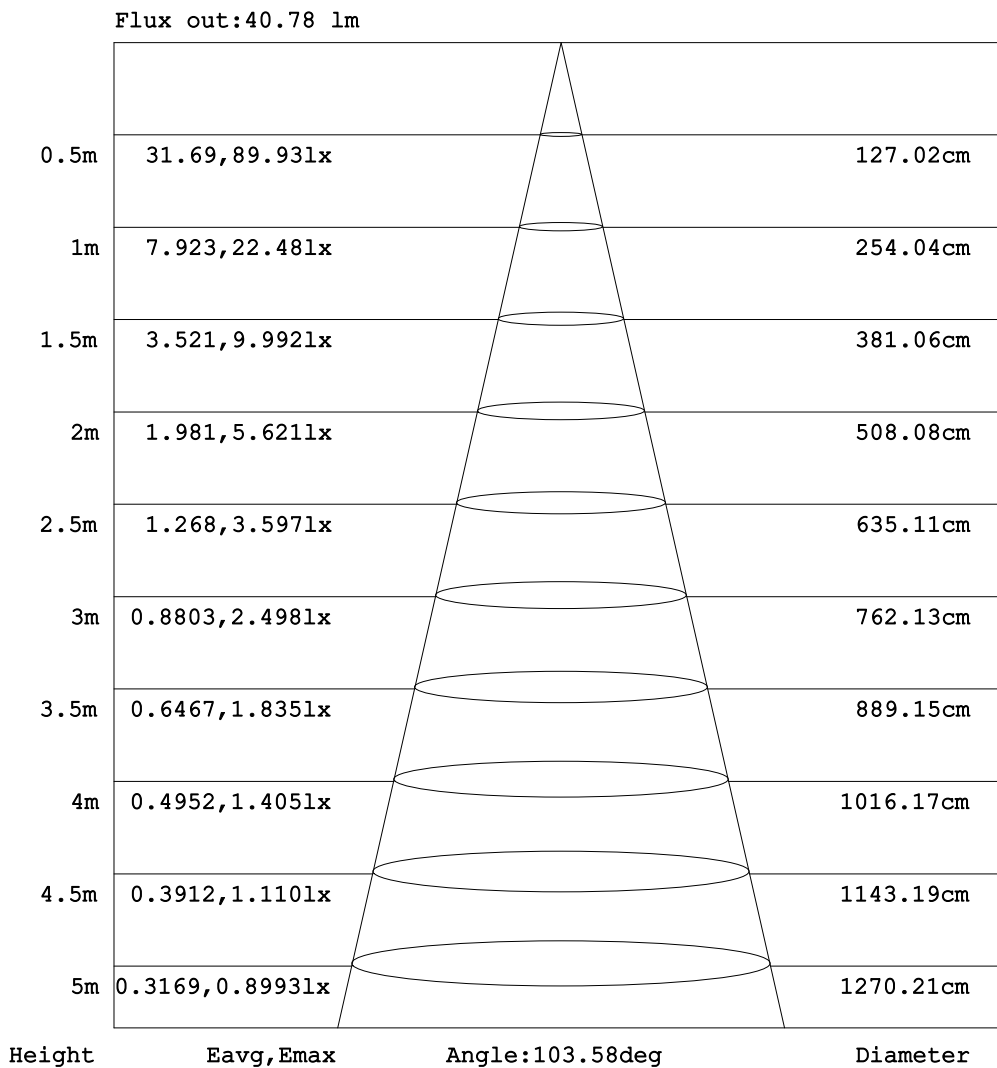 Flux out:40.78 lm
0.5m 31.69,89.93lx 127.02cm
1m 7.923,22.48lx 254.04cm
1.5m 3.521,9.992lx 381.06cm
2m 1.981,5.621lx 508.08cm
2.5m 1.268,3.597lx 635.11cm
3m 0.8803,2.498lx 762.13cm
3.5m 0.6467,1.835lx 889.15cm
4m 0.4952,1.405lx 1016.17cm
4.5m 0.3912,1.110lx 1143.19cm
5m 0.3169,0.8993lx 1270.21cm
Height Eavg,Emax Angle:103.58deg Diameter